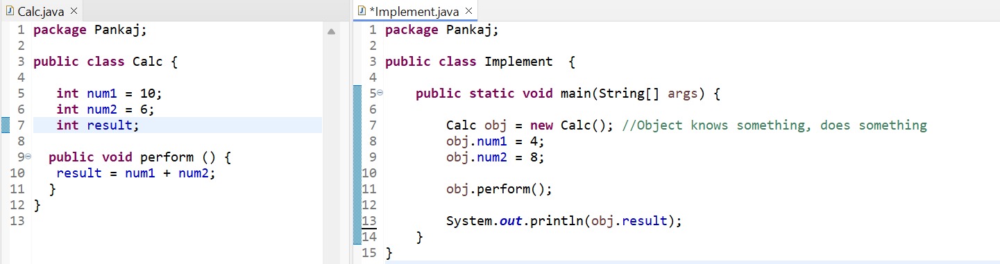 Calc.java
1 package Pankaj;
2
3 public class Calc {
4
5    int num1 = 10;
6    int num2 = 6;
7    int result;
8
9   public void perform () {
10    result = num1 + num2;
11   }
12 }
13
*Implement.java
1 package Pankaj;
2
3 public class Implement  {
4
5     public static void main(String[] args) {
6
7         Calc obj = new Calc(); //Object knows something, does something
8         obj.num1 = 4;
9         obj.num2 = 8;
10
11         obj.perform();
12
13         System.out.println(obj.result);
14     }
15 }